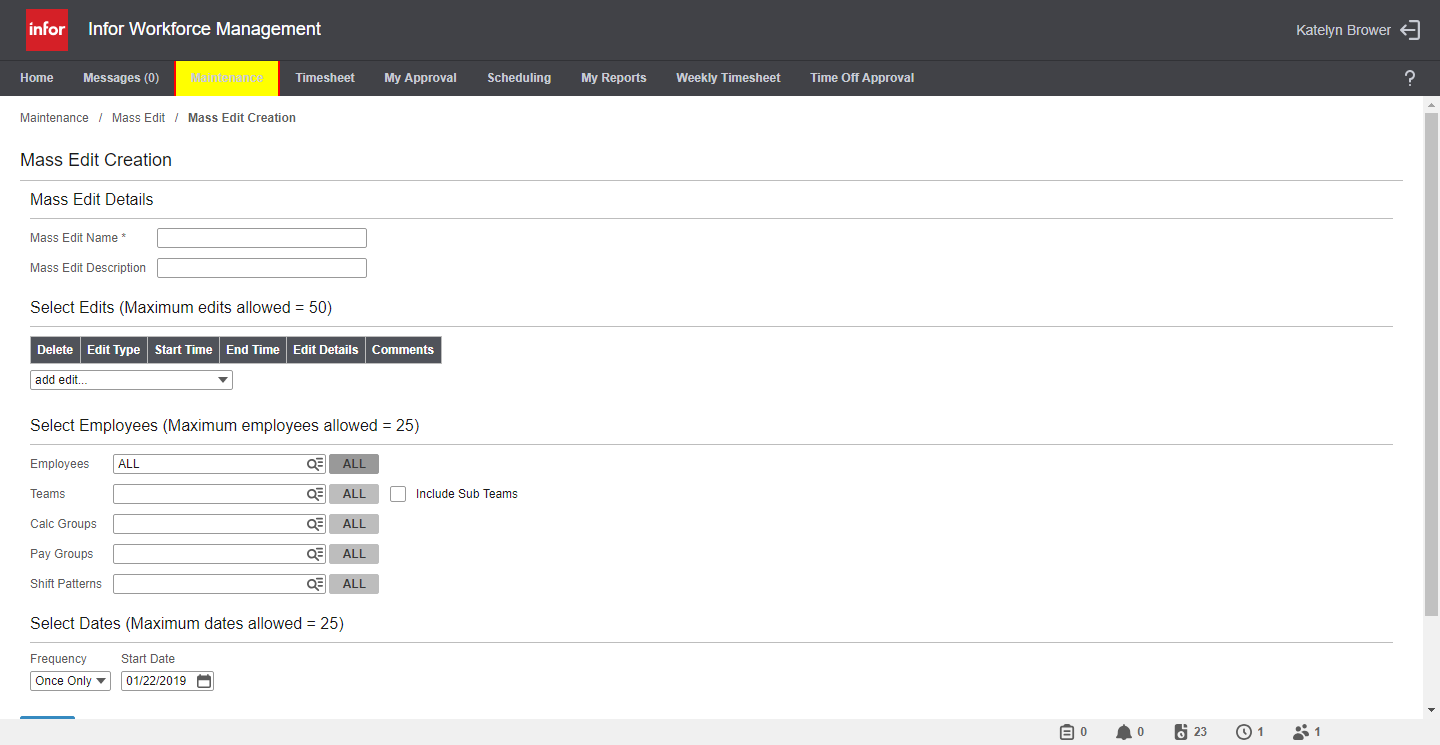 infor Infor Workforce Management Katelyn Brower
Home Messages (0) Maintenance Timesheet My Approval Scheduling My Reports Weekly Timesheet Time Off Approval ?
Maintenance / Mass Edit / Mass Edit Creation
Mass Edit Creation
Mass Edit Details
Mass Edit Name *
Mass Edit Description
Select Edits (Maximum edits allowed = 50)
Delete Edit Type Start Time End Time Edit Details Comments
add edit...
Select Employees (Maximum employees allowed = 25)
Employees ALL ALL
Teams ALL Include Sub Teams
Calc Groups ALL
Pay Groups ALL
Shift Patterns ALL
Select Dates (Maximum dates allowed = 25)
Frequency Start Date
Once Only 01/22/2019
0 0 23 1 1